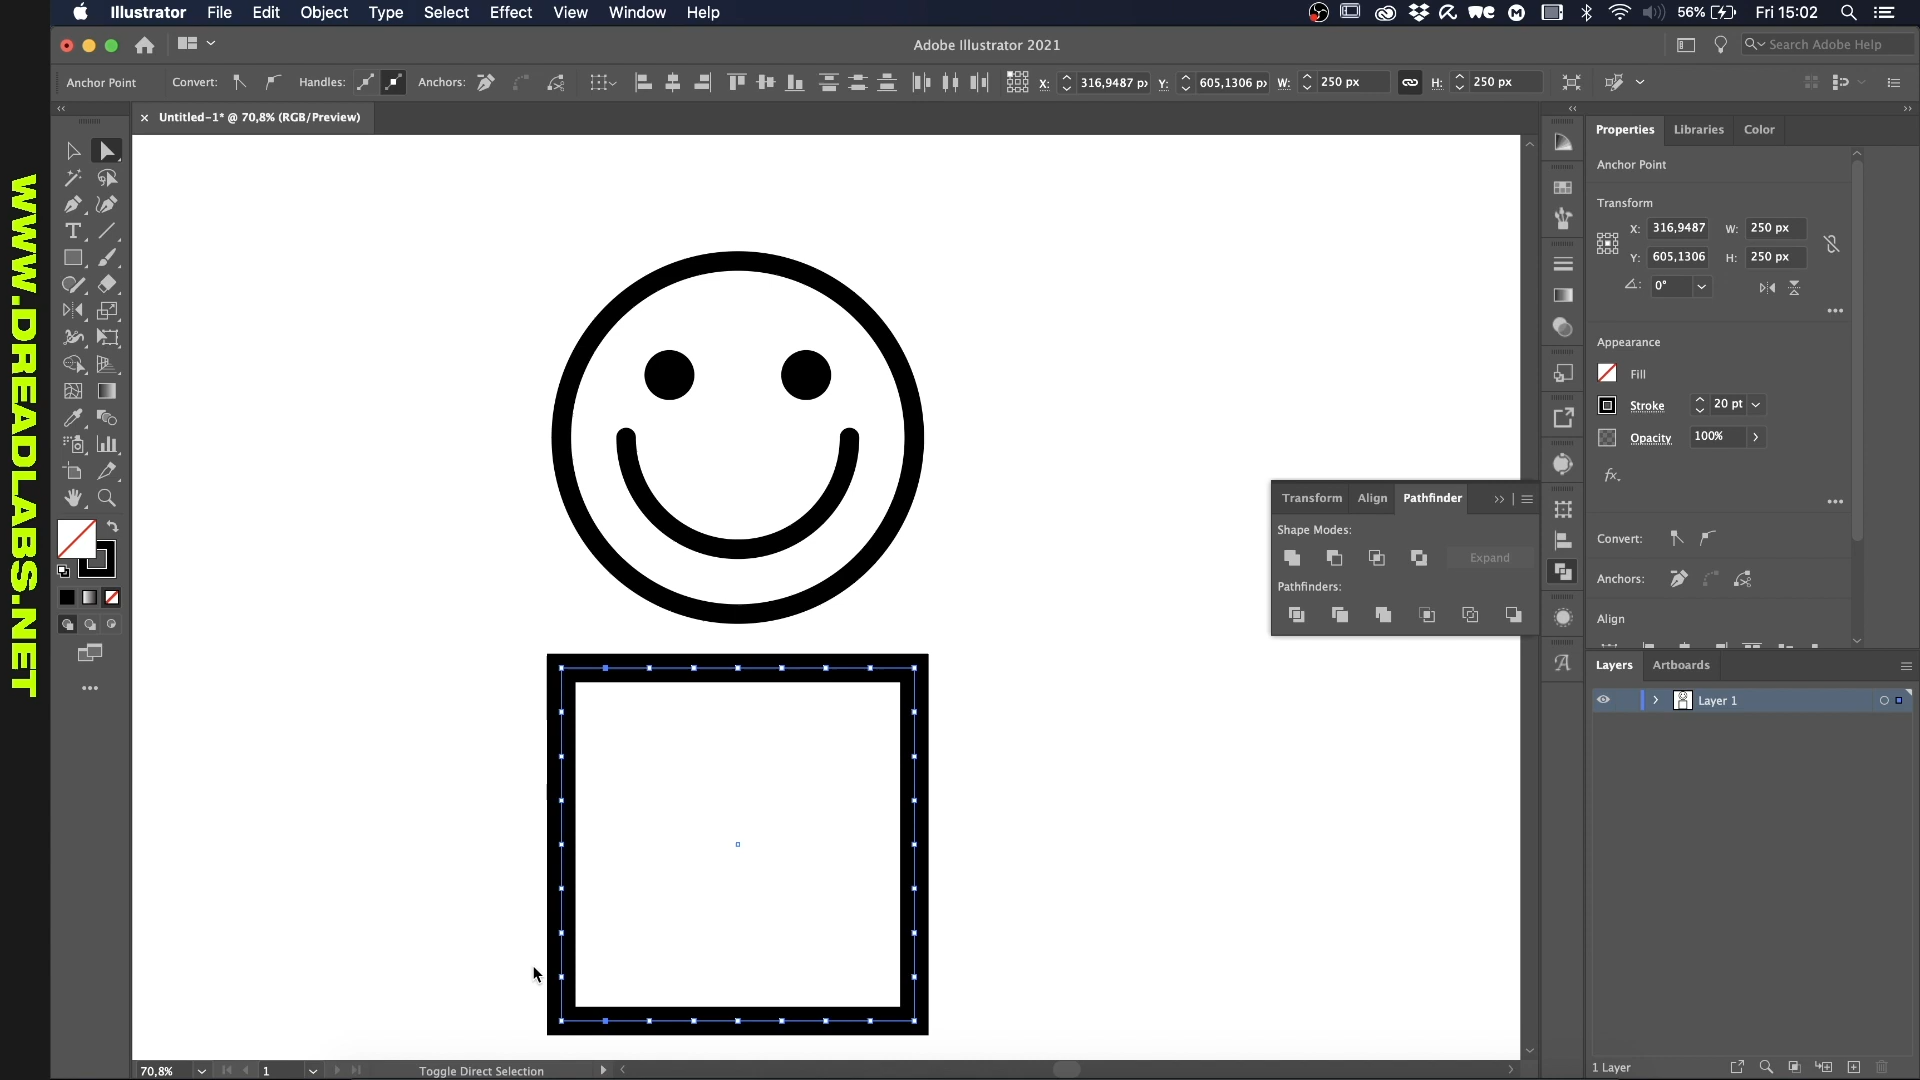 Illustrator File Edit Object Type Select Effect View Window Help
56% Fri 15:02
Adobe Illustrator 2021
Search Adobe Help
Anchor Point Convert: Handles: Anchors: X: 316,9487 Y: 605,1306 W: 250 px H: 250 px
Untitled-1* @ 70,8% (RGB/Preview)
WWW.DREADLABS.NET
Properties Libraries Color
Anchor Point
Transform
X: 316,9487 W: 250 px
Y: 605,1306 H: 250 px
0°
Appearance
Fill
Stroke 20 pt
Opacity 100%
fx.
Convert:
Anchors:
Align
Transform Align Pathfinder
Shape Modes:
Expand
Pathfinders:
Layers Artboards
Layer 1
1 Layer
70,8% 1 Toggle Direct Selection